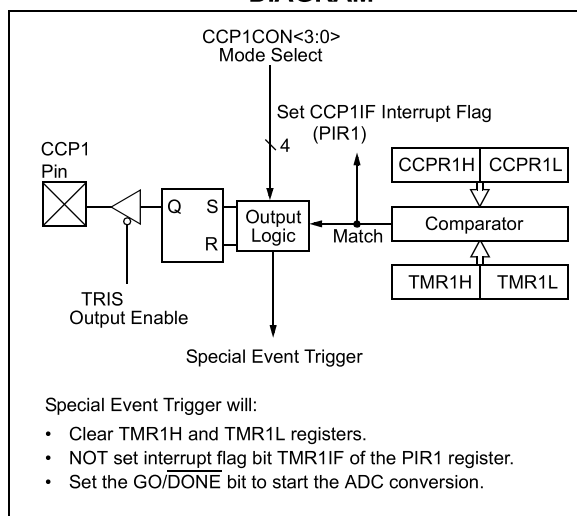 DIAGRAM
CCP1CON<3:0>
Mode Select
Set CCP1IF Interrupt Flag
(PIR1)
4
CCP1
Pin
CCPR1H CCPR1L
Q S
R
Output
Logic
Match
Comparator
TRIS
Output Enable
TMR1H TMR1L
Special Event Trigger
Special Event Trigger will:
• Clear TMR1H and TMR1L registers.
• NOT set interrupt flag bit TMR1IF of the PIR1 register.
• Set the GO/DONE bit to start the ADC conversion.